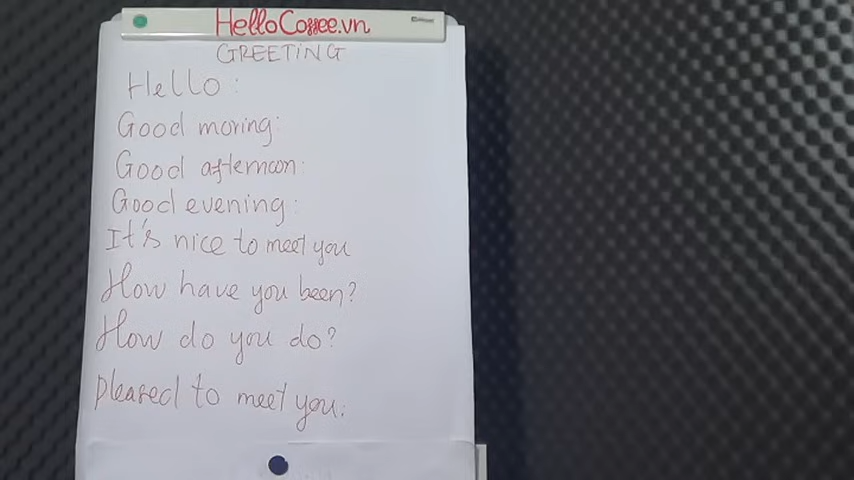 HelloCoffee.vn
GREETING
Hello:
Good moring:
Good afternoon:
Good evening:
It's nice to meet you
How have you been?
How do you do?
pleased to meet you: